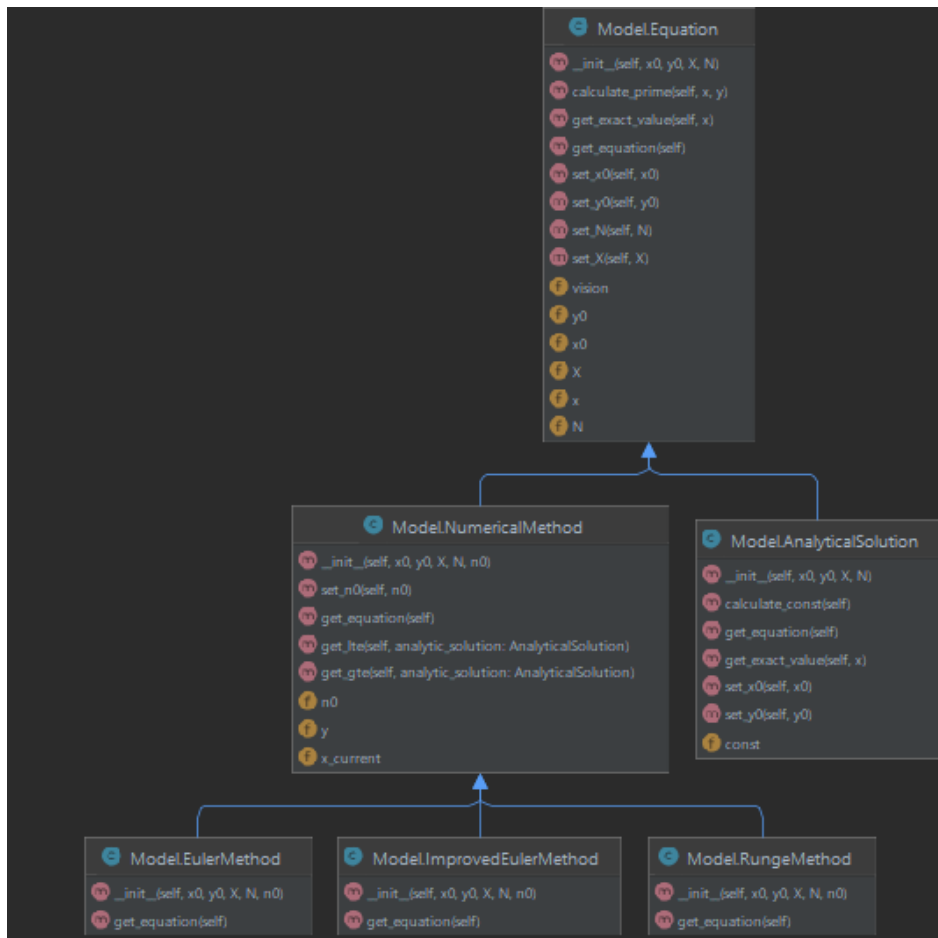 Model.Equation
__init__(self, x0, y0, X, N)
calculate_prime(self, x, y)
get_exact_value(self, x)
get_equation(self)
set_x0(self, x0)
set_y0(self, y0)
set_N(self, N)
set_X(self, X)
vision
y0
x0
X
x
N
Model.NumericalMethod
__init__(self, x0, y0, X, N, n0)
set_n0(self, n0)
get_equation(self)
get_lte(self, analytic_solution: AnalyticalSolution)
get_gte(self, analytic_solution: AnalyticalSolution)
n0
y
x_current
Model.AnalyticalSolution
__init__(self, x0, y0, X, N)
calculate_const(self)
get_equation(self)
get_exact_value(self, x)
set_x0(self, x0)
set_y0(self, y0)
const
Model.EulerMethod
__init__(self, x0, y0, X, N, n0)
get_equation(self)
Model.ImprovedEulerMethod
__init__(self, x0, y0, X, N, n0)
get_equation(self)
Model.RungeMethod
__init__(self, x0, y0, X, N, n0)
get_equation(self)